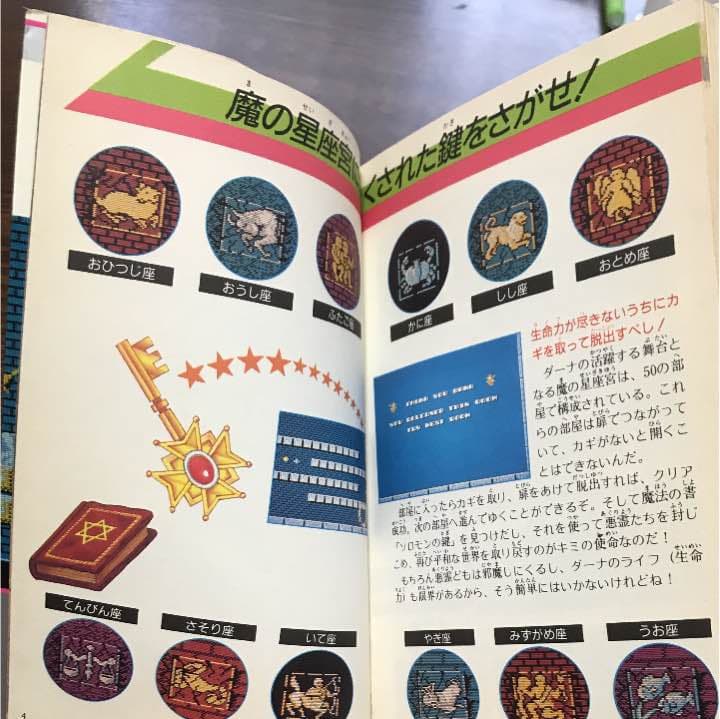 魔の星座宮
くされた鍵をさがせ!
おひつじ座
おうし座
ふたご座
かに座
しし座
おとめ座
生命力が尽きないうちにカ
ギを取って脱出すべし!
ダーナの活躍する舞台と
なる魔の星座宮は、50の部
屋で構成されている。これ
らの部屋は扉でつながって
いて、カギがないと開くこ
とはできないんだ。
部屋に入ったらカギを取り、扉をあけて脱出すれば、クリア
成功。次の部屋へ進んでゆくことができるぞ。そして魔法の書
「ソロモンの鍵」を見つけだし、それを使って悪霊たちを封じ
こめ、再び平和な世界を取り戻すのがキミの使命なのだ!
もちろん悪霊どもは邪魔しにくるし、ダーナのライフ(生命
力)も限界があるから、そう簡単にはいかないけれどね!
THANK YOU DANA
THIS ROOM
NEXT ROOM
てんびん座
さそり座
いて座
やぎ座
みずがめ座
うお座
4